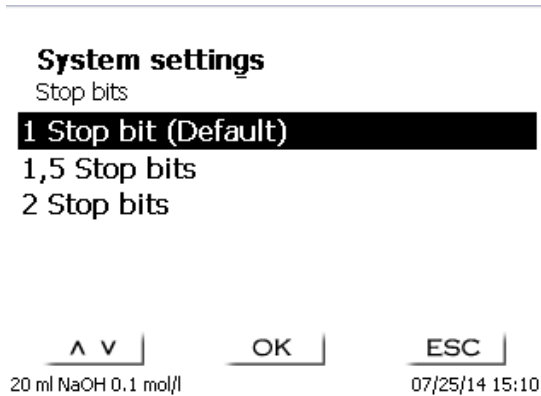 System settings
Stop bits
1 Stop bit (Default)
1,5 Stop bits
2 Stop bits
∧ ∨ OK ESC
20 ml NaOH 0.1 mol/l 07/25/14 15:10